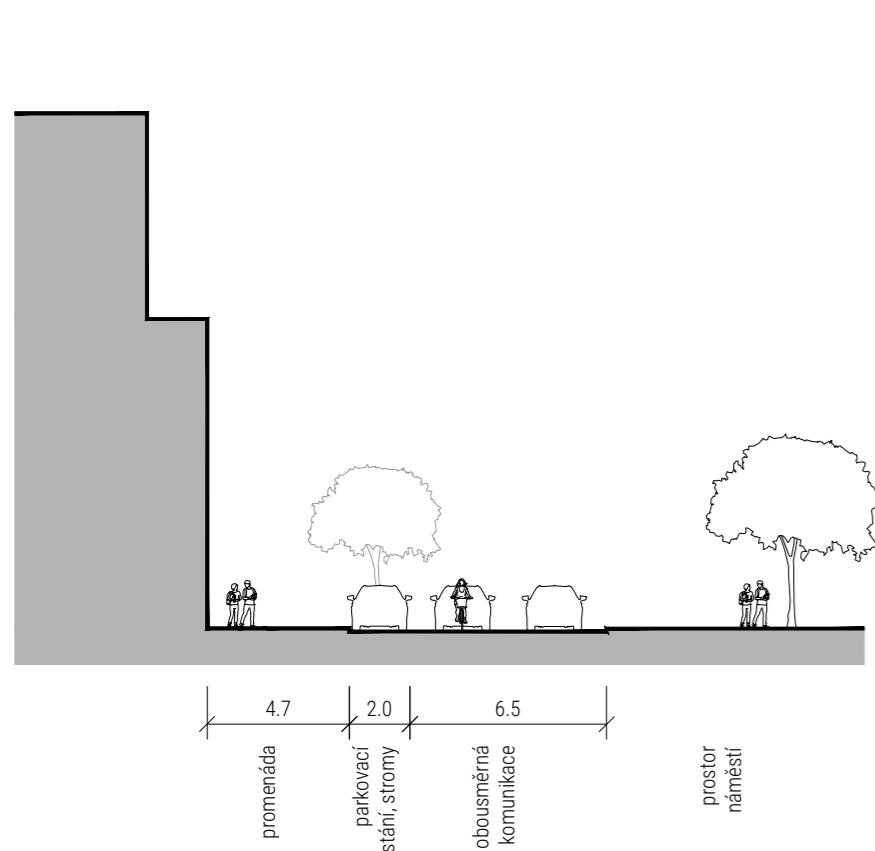 4.7
2.0
6.5
promenáda
parkovací
stání, stromy
obousměrná
komunikace
prostor
náměstí